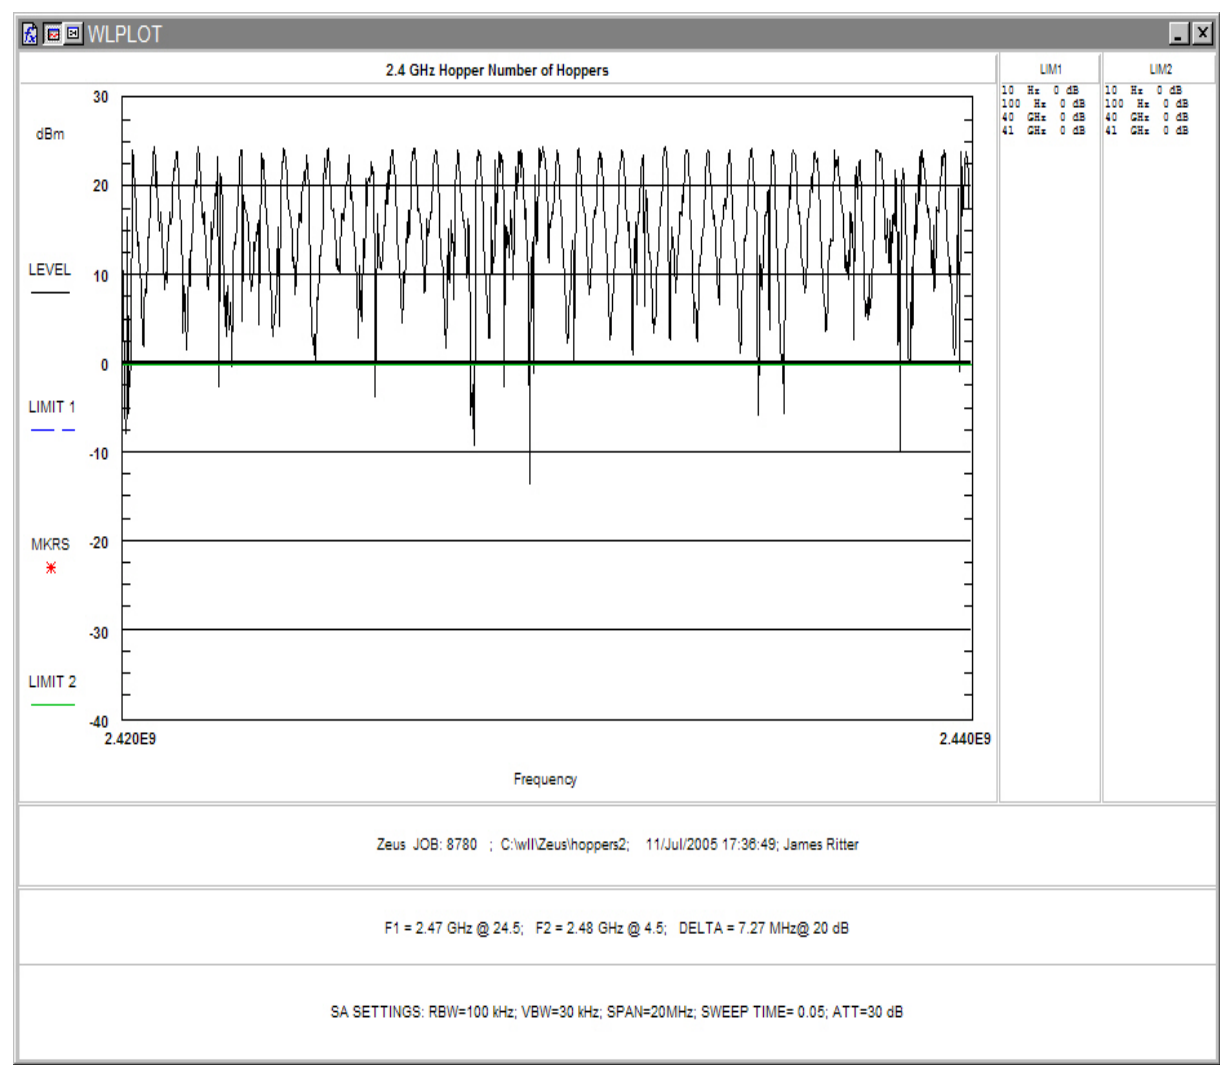 WLPLOT
2.4 GHz Hopper Number of Hoppers
LIM1
LIM2
10 Hz 0 dB
100 Hz 0 dB
40 GHz 0 dB
41 GHz 0 dB
10 Hz 0 dB
100 Hz 0 dB
40 GHz 0 dB
41 GHz 0 dB
30
dBm
20
LEVEL
10
0
LIMIT 1
-10
MKRS
-20
-30
LIMIT 2
-40
2.420E9
2.440E9
Frequency
Zeus JOB: 8780 ; C:\wll\Zeus\hoppers2; 11/Jul/2005 17:36:49; James Ritter
F1 = 2.47 GHz @ 24.5; F2 = 2.48 GHz @ 4.5; DELTA = 7.27 MHz@ 20 dB
SA SETTINGS: RBW=100 kHz; VBW=30 kHz; SPAN=20MHz; SWEEP TIME= 0.05; ATT=30 dB